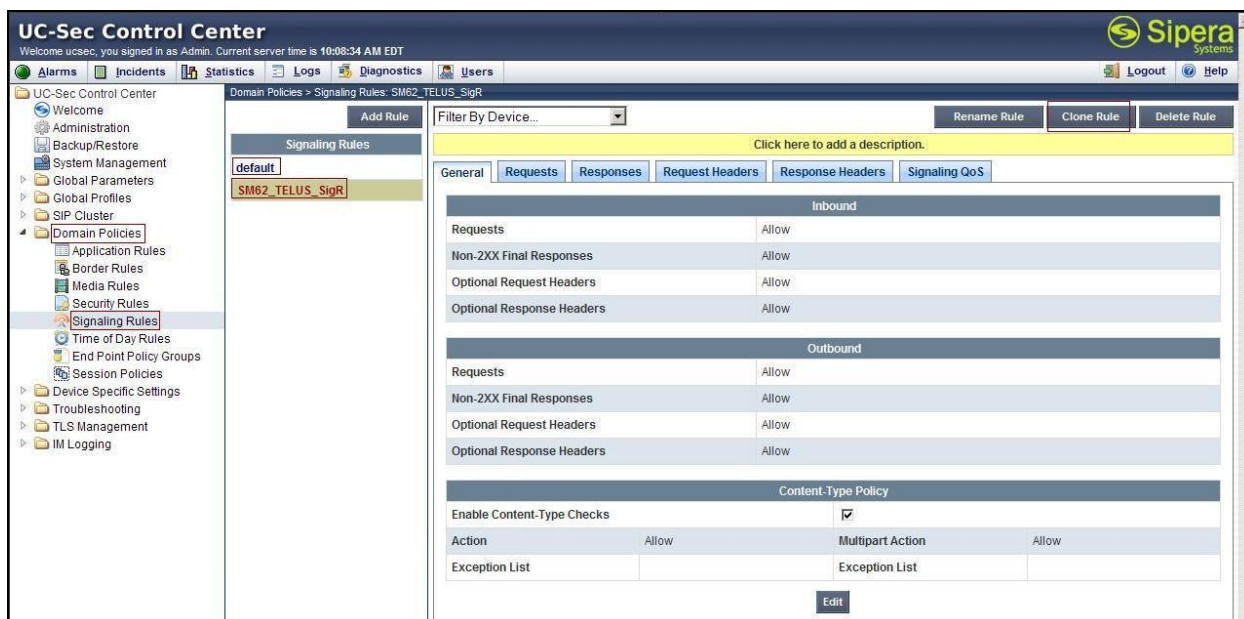 UC-Sec Control Center
Welcome ucsec, you signed in as Admin. Current server time is 10:08:34 AM EDT
Sipera
Systems
Alarms Incidents Statistics Logs Diagnostics Users Logout Help
UC-Sec Control Center
Welcome
Administration
Backup/Restore
System Management
Global Parameters
Global Profiles
SIP Cluster
Domain Policies
Application Rules
Border Rules
Media Rules
Security Rules
Signaling Rules
Time of Day Rules
End Point Policy Groups
Session Policies
Device Specific Settings
Troubleshooting
TLS Management
IM Logging
Domain Policies > Signaling Rules: SM62_TELUS_SigR
Add Rule
Signaling Rules
default
SM62_TELUS_SigR
Filter By Device...
Rename Rule Clone Rule Delete Rule
Click here to add a description.
General Requests Responses Request Headers Response Headers Signaling QoS
Inbound
Requests Allow
Non-2XX Final Responses Allow
Optional Request Headers Allow
Optional Response Headers Allow
Outbound
Requests Allow
Non-2XX Final Responses Allow
Optional Request Headers Allow
Optional Response Headers Allow
Content-Type Policy
Enable Content-Type Checks
Action Allow Multipart Action Allow
Exception List Exception List
Edit